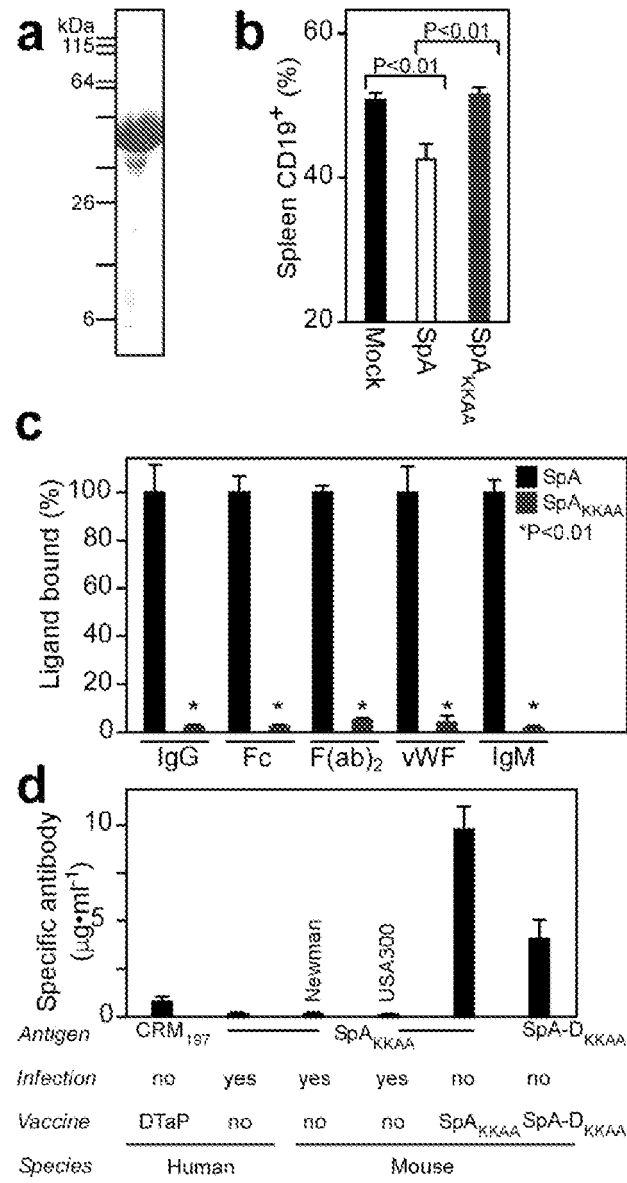 a
kDa
115
64
26
6
b
P<0.01
P<0.01
Spleen CD19+ (%)
60
40
20
Mock
SpA
SpAKKAA
c
Ligand bound (%)
100
80
60
40
20
0
SpA
SpAKKAA
*P<0.01
* * * * *
IgG Fc F(ab)2 vWF IgM
d
Specific antibody
(μg•ml-1)
10
5
Newman
USA300
Antigen CRM197 SpAKKAA SpA-DKKAA
Infection no yes yes yes no no
Vaccine DTaP no no no SpAKKAA SpA-DKKAA
Species Human Mouse